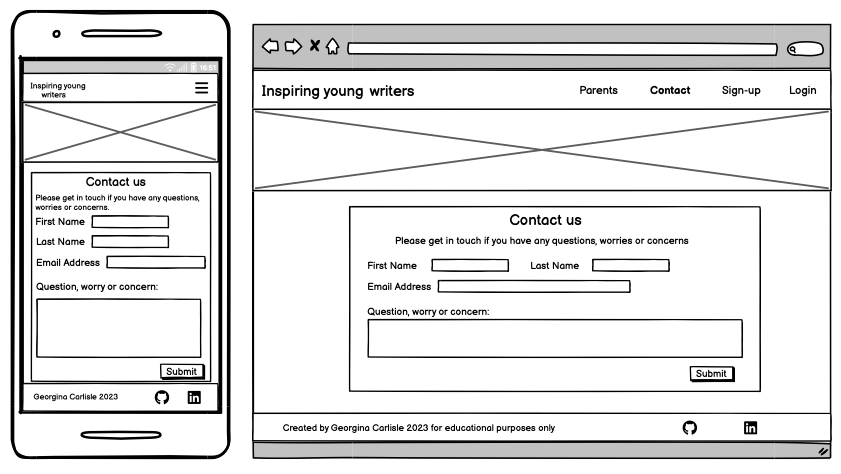 16:51
Inspiring young
writers
Contact us
Please get in touch if you have any questions,
worries or concerns.
First Name
Last Name
Email Address
Question, worry or concern:
Submit
Georgina Carlisle 2023
in
Inspiring young writers
Parents
Contact
Sign-up
Login
Contact us
Please get in touch if you have any questions, worries or concerns
First Name
Last Name
Email Address
Question, worry or concern:
Submit
Created by Georgina Carlisle 2023 for educational purposes only
in